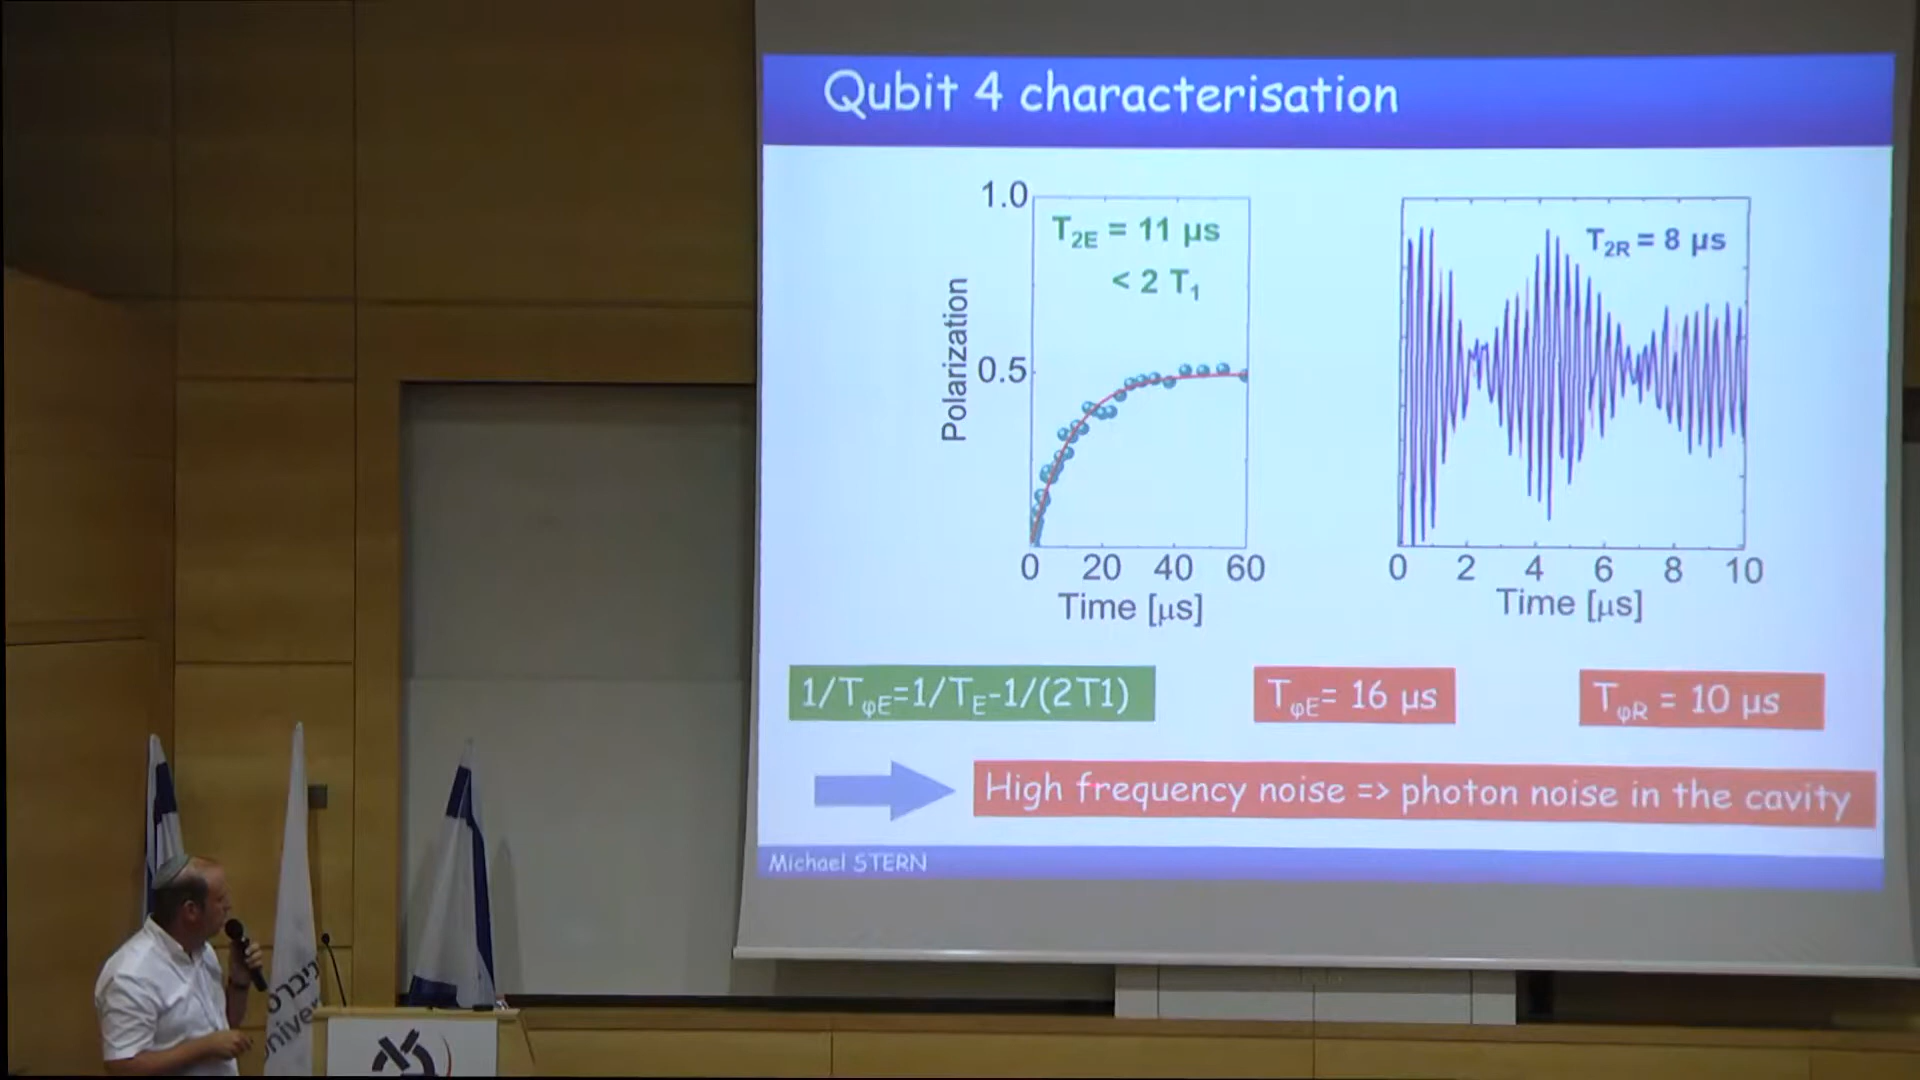 Qubit 4 characterisation
1.0
0.5
Polarization
T2E = 11 µs
< 2 T1
0 20 40 60
Time [µs]
T2R = 8 µs
0 2 4 6 8 10
Time [µs]
1/TφE=1/TE-1/(2T1)
TφE= 16 µs
TφR = 10 µs
High frequency noise => photon noise in the cavity
Michael STERN